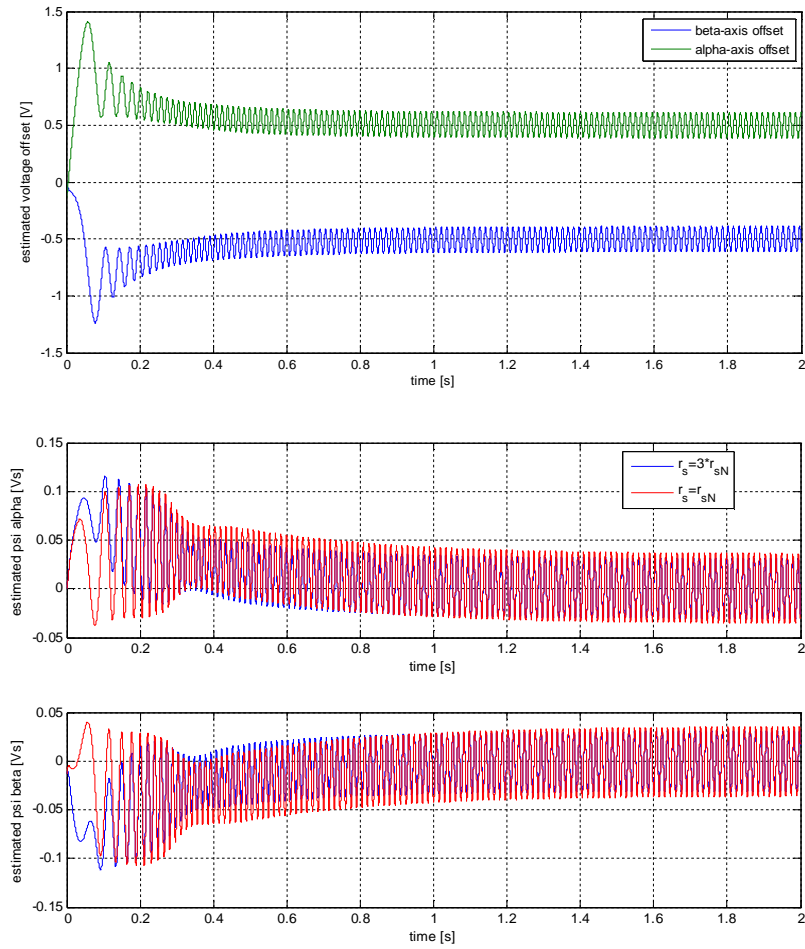 1.5
1
0.5
0
-0.5
-1
-1.5
estimated voltage offset [V]
beta-axis offset
alpha-axis offset
0 0.2 0.4 0.6 0.8 1 1.2 1.4 1.6 1.8 2
time [s]
0.15
0.1
0.05
0
-0.05
estimated psi alpha [Vs]
r_s=3*r_sN
r_s=r_sN
0 0.2 0.4 0.6 0.8 1 1.2 1.4 1.6 1.8 2
time [s]
0.05
0
-0.05
-0.1
-0.15
estimated psi beta [Vs]
0 0.2 0.4 0.6 0.8 1 1.2 1.4 1.6 1.8 2
time [s]